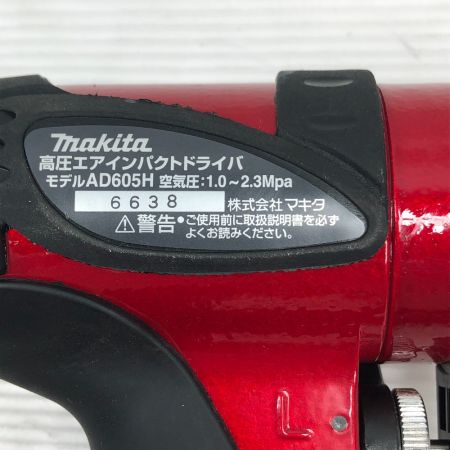 makita
高圧エアインパクトドライバ
モデルAD605H 空気圧:1.0～2.3Mpa
6638 株式会社 マキタ
⚠警告・ご使用前に取扱説明書を必ず
よくお読みください。
L